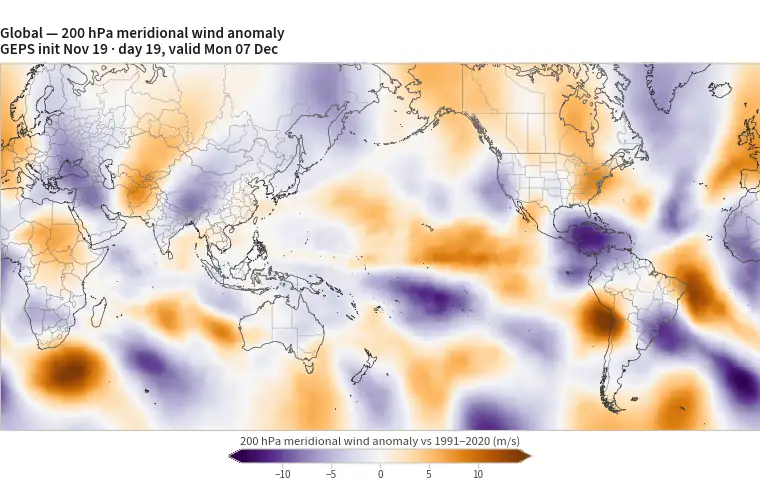 Global — 200 hPa meridional wind anomaly
GEPS init Nov 19 · day 19, valid Mon 07 Dec
200 hPa meridional wind anomaly vs 1991–2020 (m/s)
−10 −5 0 5 10